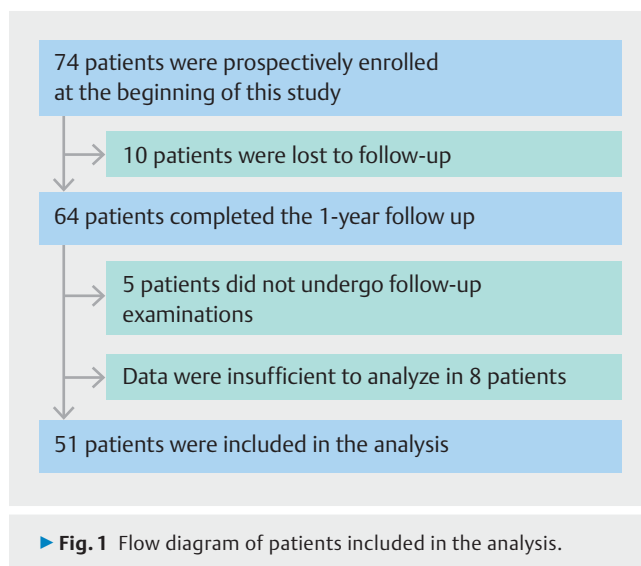 74 patients were prospectively enrolled
at the beginning of this study
10 patients were lost to follow-up
64 patients completed the 1-year follow up
5 patients did not undergo follow-up
examinations
Data were insufficient to analyze in 8 patients
51 patients were included in the analysis
▶ Fig. 1 Flow diagram of patients included in the analysis.